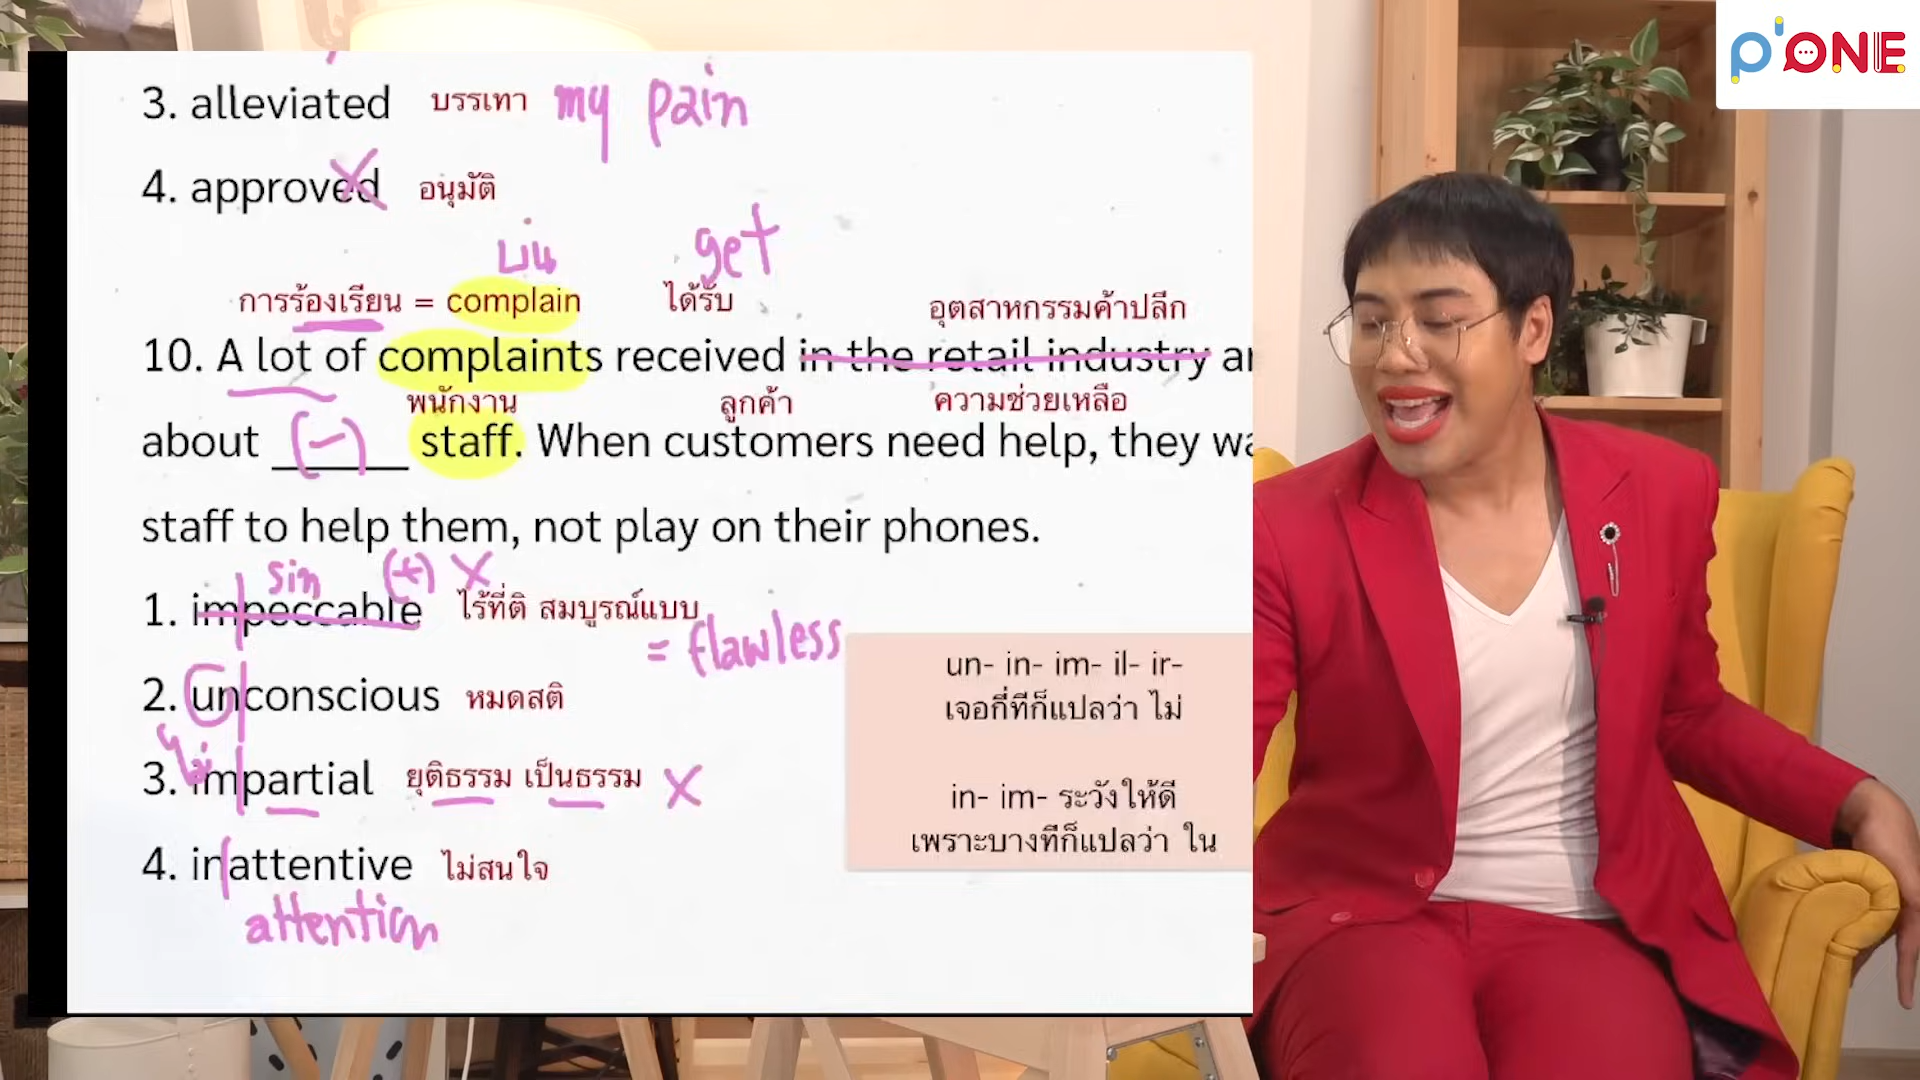 P'ONE
3. alleviated บรรเทา my pain
4. approved อนุมัติ
บ่น get
การร้องเรียน = complain ได้รับ อุตสาหกรรมค้าปลีก
10. A lot of complaints received in the retail industry
พนักงาน ลูกค้า ความช่วยเหลือ
about (-) staff. When customers need help, they
staff to help them, not play on their phones.
sin (+) X
1. impeccable ไร้ที่ติ สมบูรณ์แบบ
= flawless
2. unconscious หมดสติ
ไม่
3. impartial ยุติธรรม เป็นธรรม X
4. inattentive ไม่สนใจ
attention
un- in- im- il- ir-
เจอกี่ทีก็แปลว่า ไม่
in- im- ระวังให้ดี
เพราะบางทีก็แปลว่า ใน